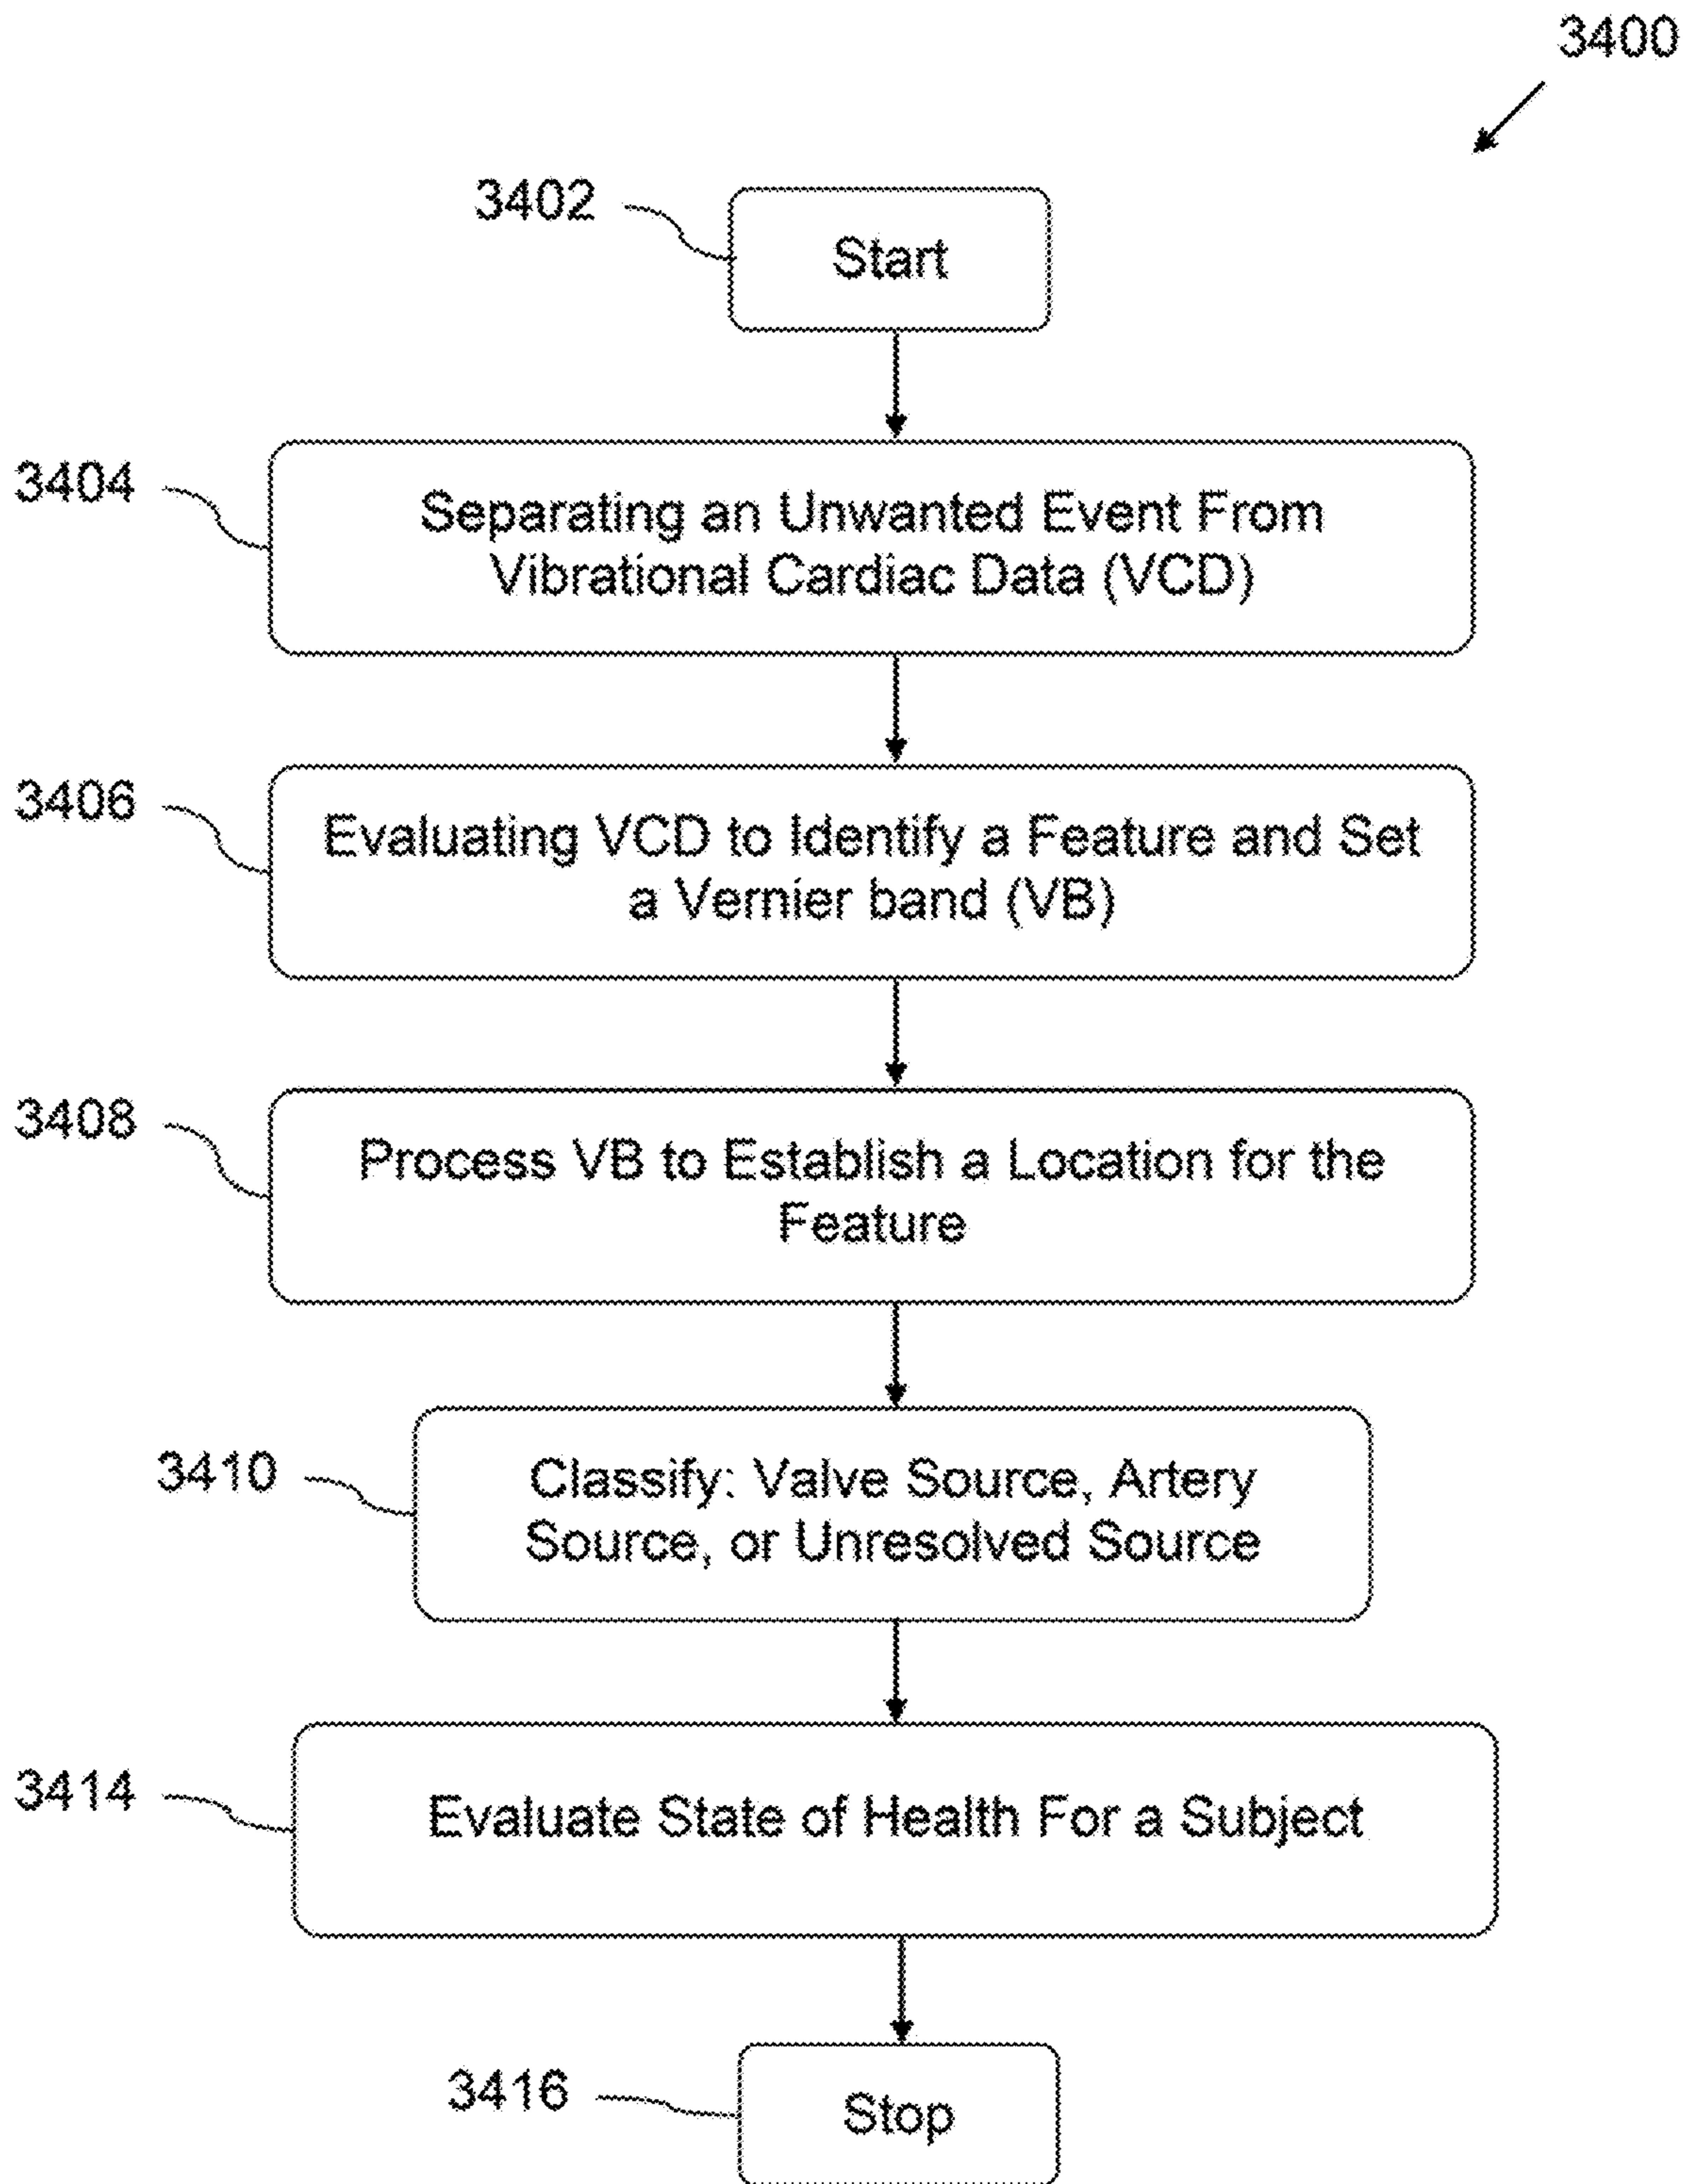 3400
3402
Start
3404
Separating an Unwanted Event From
Vibrational Cardiac Data (VCD)
3406
Evaluating VCD to Identify a Feature and Set
a Vernier band (VB)
3408
Process VB to Establish a Location for the
Feature
3410
Classify: Valve Source, Artery
Source, or Unresolved Source
3414
Evaluate State of Health For a Subject
3416
Stop